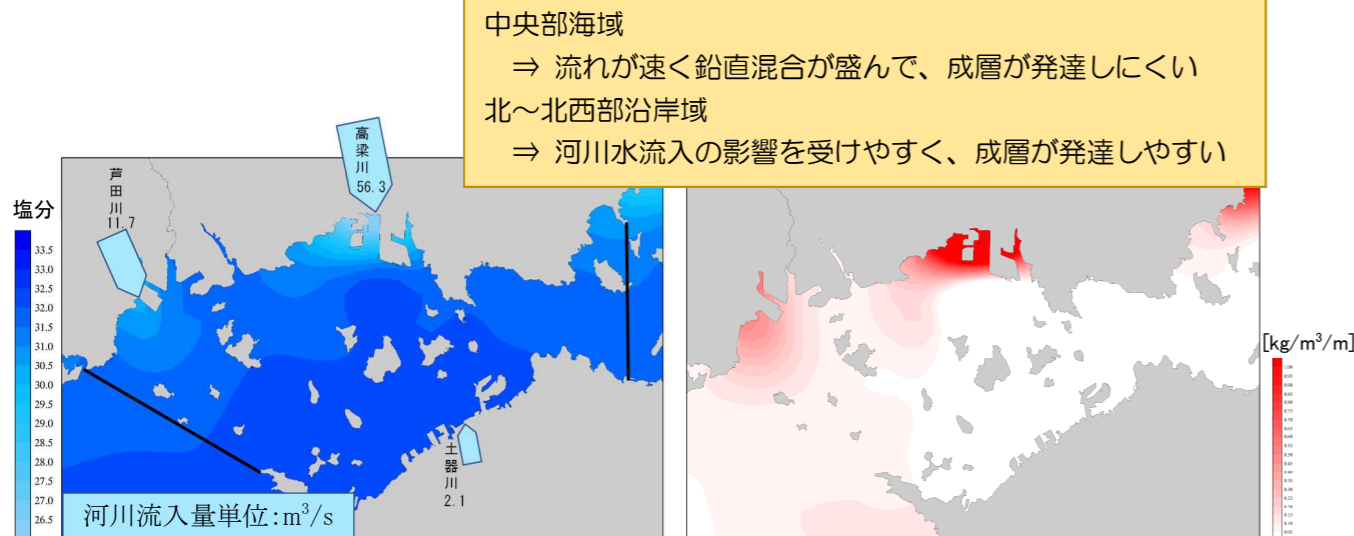 中央部海域
⇒ 流れが速く鉛直混合が盛んで、成層が発達しにくい
北～北西部沿岸域
⇒ 河川水流入の影響を受けやすく、成層が発達しやすい
高梁川
56.3
芦田川
11.7
塩分
33.5
33.0
32.5
32.0
31.5
31.0
30.5
30.0
29.5
29.0
28.5
28.0
27.5
27.0
26.5
土器川
2.1
河川流入量単位:m³/s
[kg/m³/m]